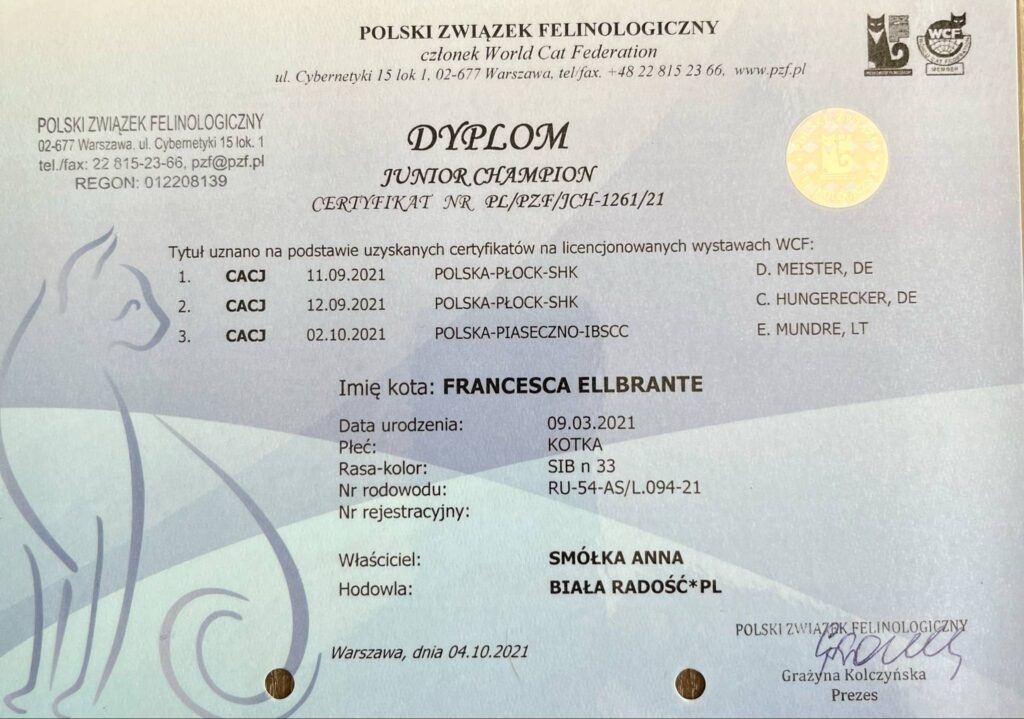 POLSKI ZWIĄZEK FELINOLOGICZNY
członek World Cat Federation
ul. Cybernetyki 15 lok 1, 02-677 Warszawa, tel/fax. +48 22 815 23 66, www.pzf.pl
WCF
MEMBER
POLSKI ZWIĄZEK FELINOLOGICZNY
02-677 Warszawa, ul. Cybernetyki 15 lok. 1
tel./fax: 22 815-23-66, pzf@pzf.pl
REGON: 012208139
DYPLOM
JUNIOR CHAMPION
CERTYFIKAT NR PL/PZF/JCH-1261/21
Tytuł uznano na podstawie uzyskanych certyfikatów na licencjonowanych wystawach WCF:
1. CACJ 11.09.2021 POLSKA-PŁOCK-SHK D. MEISTER, DE
2. CACJ 12.09.2021 POLSKA-PŁOCK-SHK C. HUNGERECKER, DE
3. CACJ 02.10.2021 POLSKA-PIASECZNO-IBSCC E. MUNDRE, LT
Imię kota: FRANCESCA ELLBRANTE
Data urodzenia: 09.03.2021
Płeć: KOTKA
Rasa-kolor: SIB n 33
Nr rodowodu: RU-54-AS/L.094-21
Nr rejestracyjny:
Właściciel: SMÓŁKA ANNA
Hodowla: BIAŁA RADOŚĆ*PL
Warszawa, dnia 04.10.2021
POLSKI ZWIĄZEK FELINOLOGICZNY
Grażyna Kolczyńska
Prezes